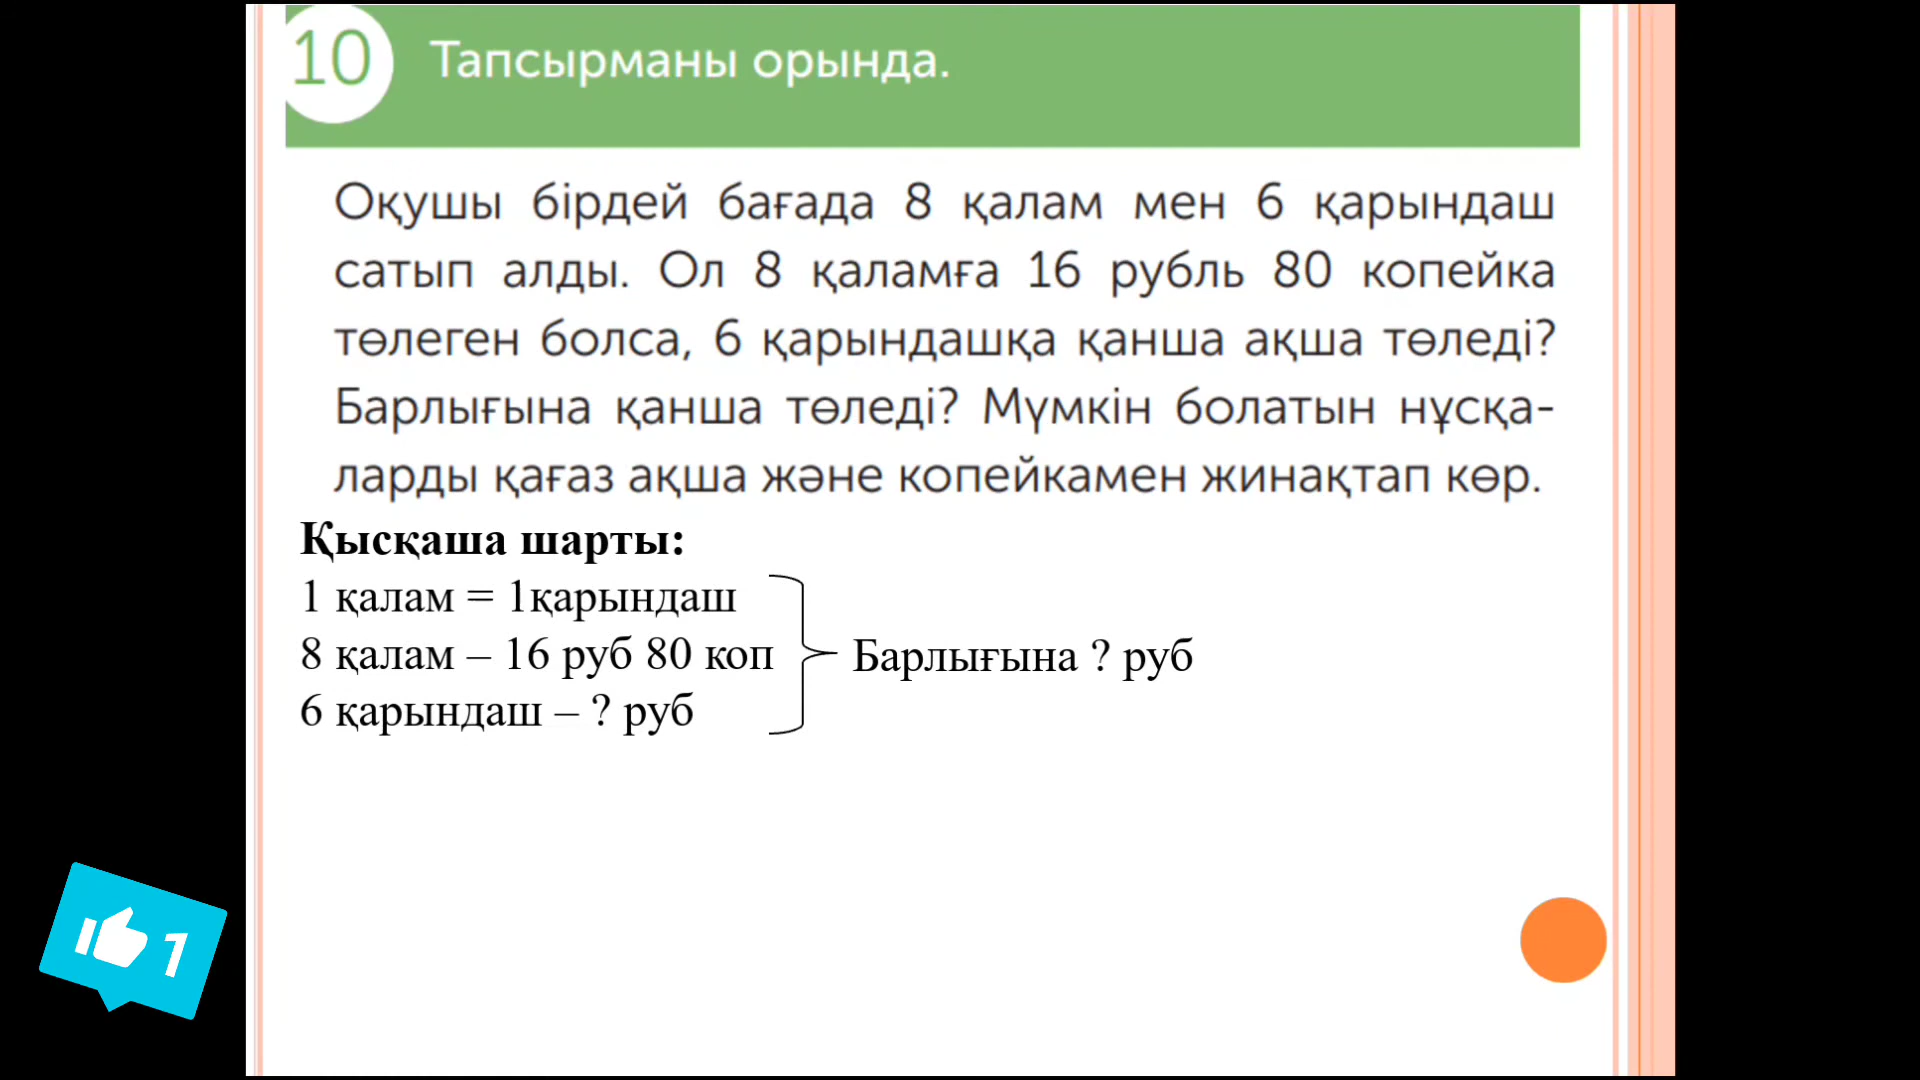 10 Тапсырманы орында.
Оқушы бірдей бағада 8 қалам мен 6 қарындаш
сатып алды. Ол 8 қаламға 16 рубль 80 копейка
төлеген болса, 6 қарындашқа қанша ақша төледі?
Барлығына қанша төледі? Мүмкін болатын нұсқа-
ларды қағаз ақша және копейкамен жинақтап көр.
Қысқаша шарты:
1 қалам = 1қарындаш
8 қалам – 16 руб 80 коп
6 қарындаш – ? руб
Барлығына ? руб
1